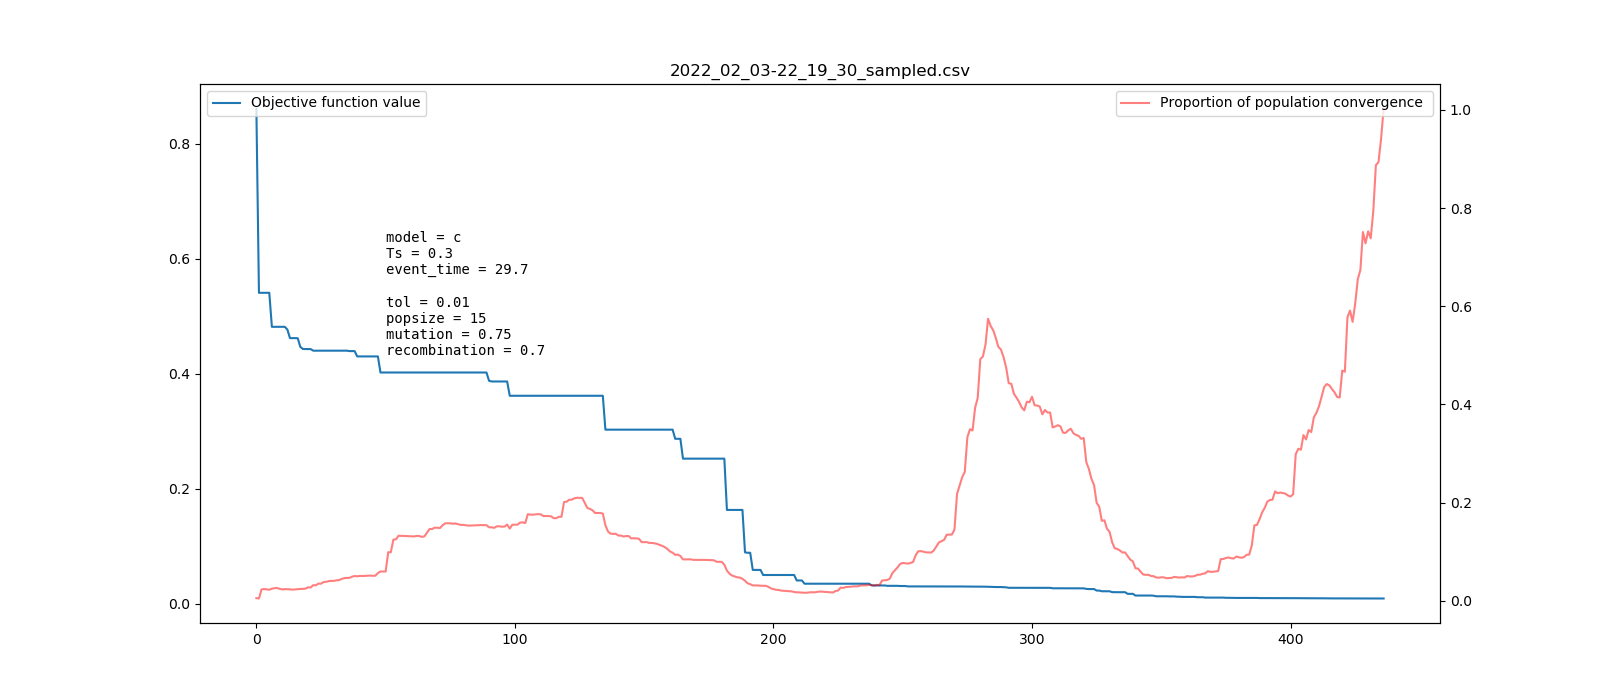 2022_02_03-22_19_30_sampled.csv
Objective function value
Proportion of population convergence
model = c
Ts = 0.3
event_time = 29.7
tol = 0.01
popsize = 15
mutation = 0.75
recombination = 0.7
0.8
0.6
0.4
0.2
0.0
1.0
0.8
0.6
0.4
0.2
0.0
0 100 200 300 400